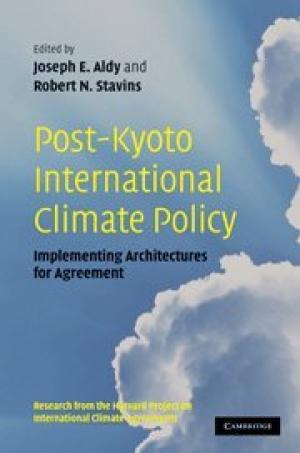 Edited by
Joseph E. Aldy and
Robert N. Stavins
Post-Kyoto
International
Climate Policy
Implementing Architectures
for Agreement
Research from the Harvard Project on
International Climate Agreements
CAMBRIDGE